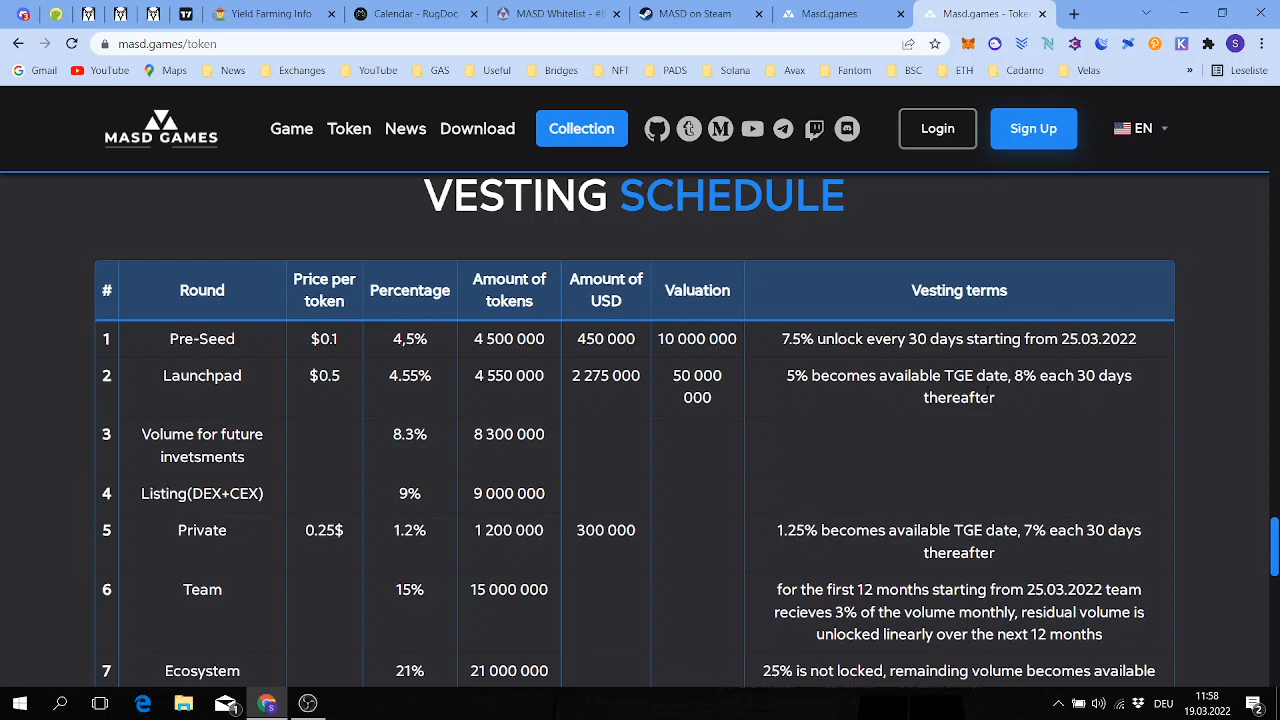 Yield Farming Info
Calendar - RugDoc
MASD Whitelist - #E
MASD on Steam
Masd.games
Masd.games - Toke
masd.games/token
Gmail
YouTube
Maps
News
Exchanges
YouTube
GAS
Useful
Bridges
NFT
PADS
Solana
Avax
Fantom
BSC
ETH
Cadarno
Velas
»
Leseliste
MASD GAMES
Game
Token
News
Download
Collection
Login
Sign Up
EN
VESTING SCHEDULE
# Round Price per token Percentage Amount of tokens Amount of USD Valuation Vesting terms
1 Pre-Seed $0.1 4,5% 4 500 000 450 000 10 000 000 7.5% unlock every 30 days starting from 25.03.2022
2 Launchpad $0.5 4.55% 4 550 000 2 275 000 50 000 000 5% becomes available TGE date, 8% each 30 days
thereafter
3 Volume for future invetsments 8.3% 8 300 000
4 Listing(DEX+CEX) 9% 9 000 000
5 Private 0.25$ 1.2% 1 200 000 300 000 1.25% becomes available TGE date, 7% each 30 days
thereafter
6 Team 15% 15 000 000 for the first 12 months starting from 25.03.2022 team
recieves 3% of the volume monthly, residual volume is
unlocked linearly over the next 12 months
7 Ecosystem 21% 21 000 000 25% is not locked, remaining volume becomes available
DEU
11:58
19.03.2022